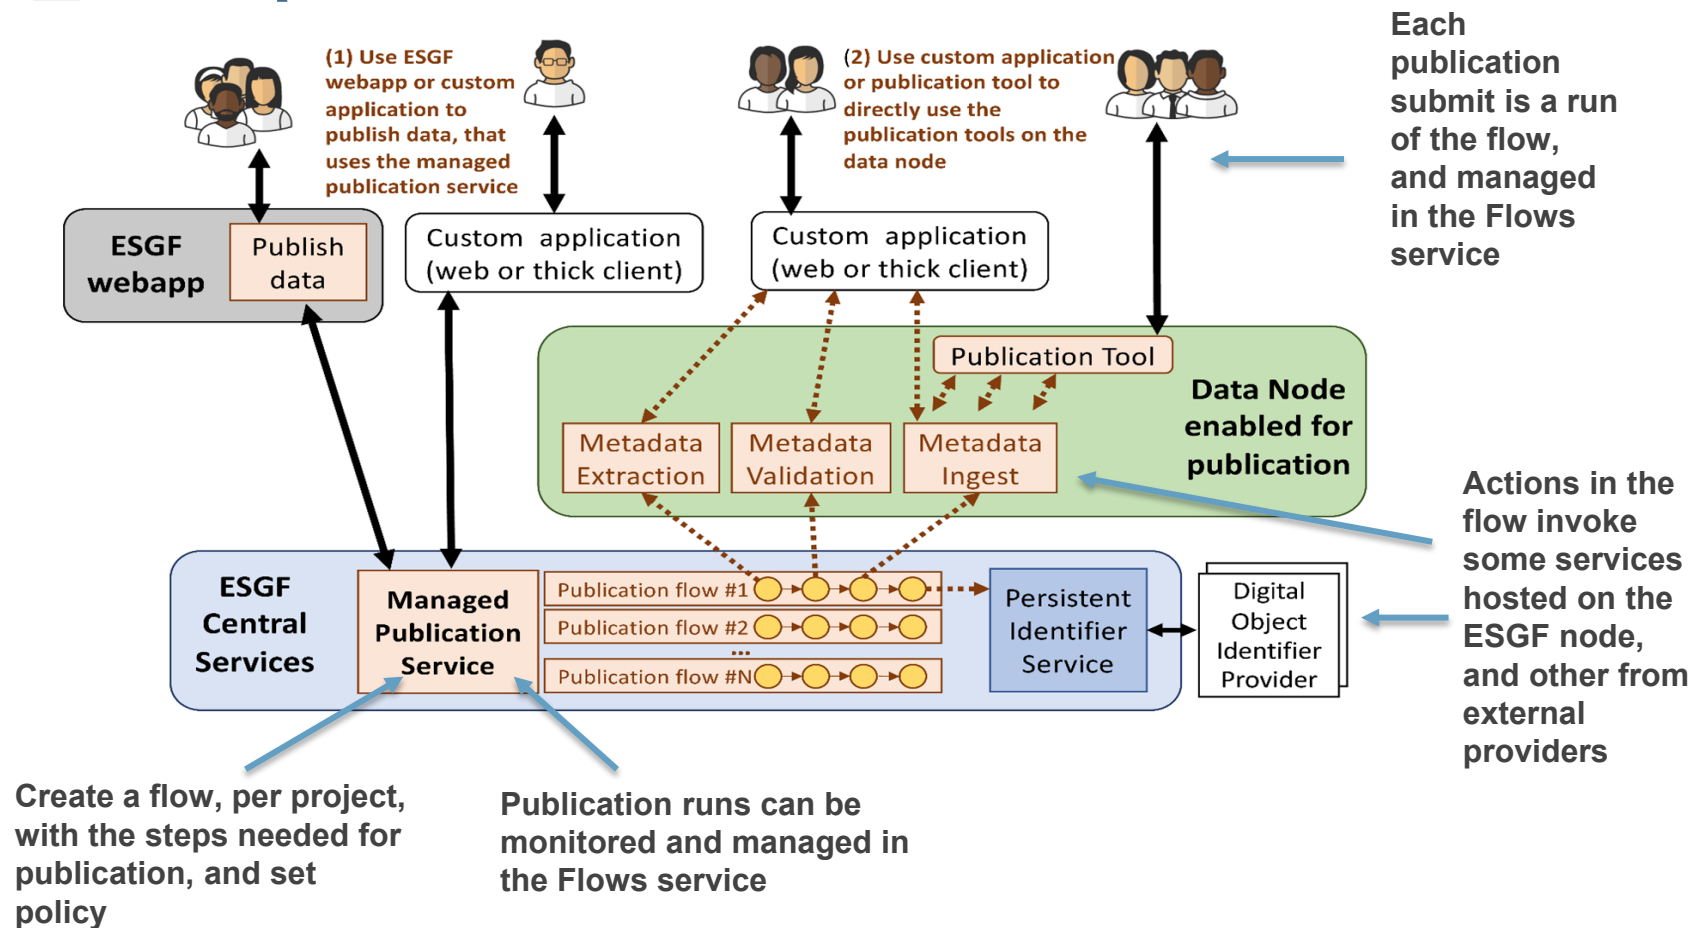 (1) Use ESGF
webapp or custom
application to
publish data, that
uses the managed
publication service
(2) Use custom application
or publication tool to
directly use the
publication tools on the
data node
Each
publication
submit is a run
of the flow,
and managed
in the Flows
service
ESGF
webapp
Publish
data
Custom application
(web or thick client)
Custom application
(web or thick client)
Publication Tool
Data Node
enabled for
publication
Metadata
Extraction
Metadata
Validation
Metadata
Ingest
Actions in the
flow invoke
some services
hosted on the
ESGF node,
and other from
external
providers
ESGF
Central
Services
Managed
Publication
Service
Publication flow #1
Publication flow #2
...
Publication flow #N
Persistent
Identifier
Service
Digital
Object
Identifier
Provider
Create a flow, per project,
with the steps needed for
publication, and set
policy
Publication runs can be
monitored and managed in
the Flows service